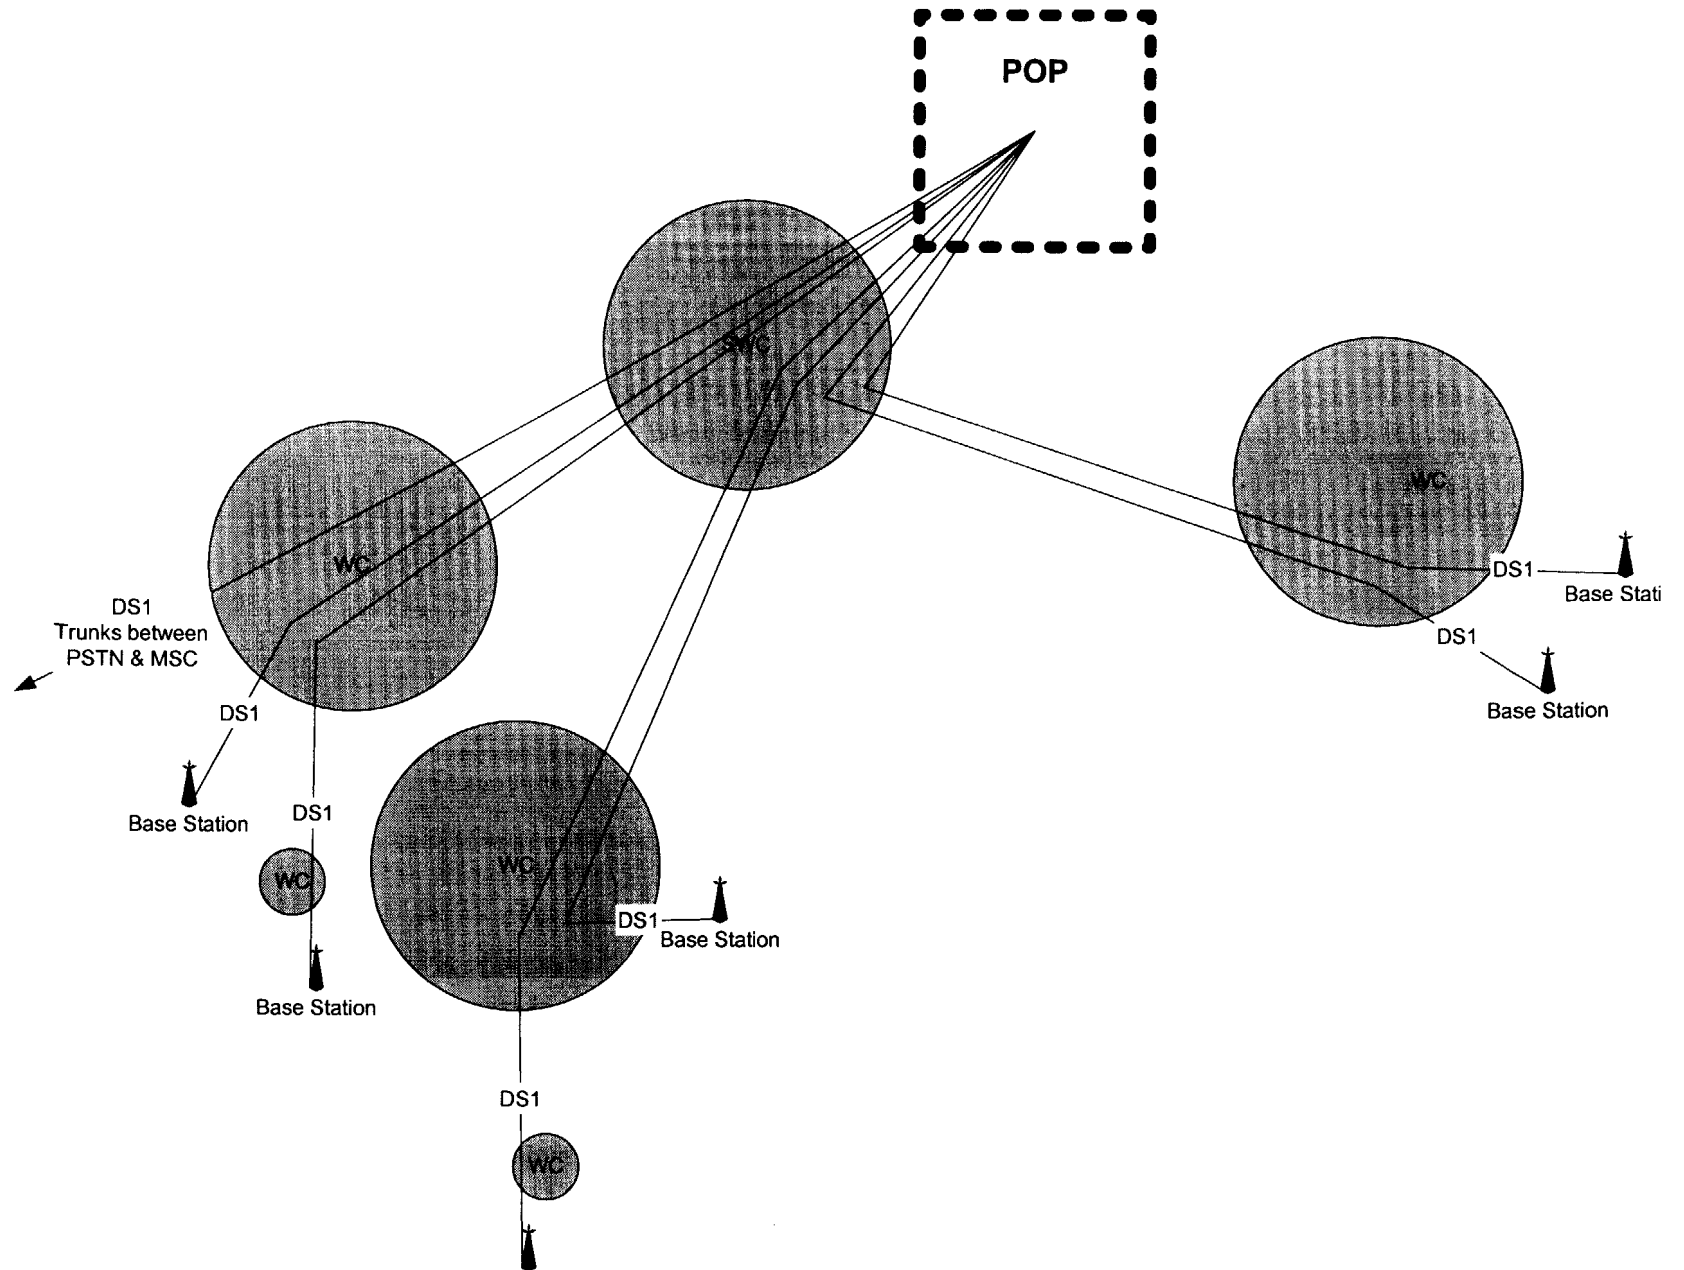 POP
SWC
WC
WC
DS1
Base Stati
DS1
Trunks between
PSTN & MSC
DS1
Base Station
DS1
Base Station
DS1
WC
WC
DS1
Base Station
Base Station
DS1
WC